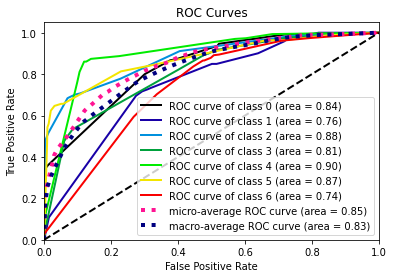 ROC Curves
True Positive Rate
1.0
0.8
0.6
0.4
0.2
0.0
ROC curve of class 0 (area = 0.84)
ROC curve of class 1 (area = 0.76)
ROC curve of class 2 (area = 0.88)
ROC curve of class 3 (area = 0.81)
ROC curve of class 4 (area = 0.90)
ROC curve of class 5 (area = 0.87)
ROC curve of class 6 (area = 0.74)
micro-average ROC curve (area = 0.85)
macro-average ROC curve (area = 0.83)
0.0 0.2 0.4 0.6 0.8 1.0
False Positive Rate